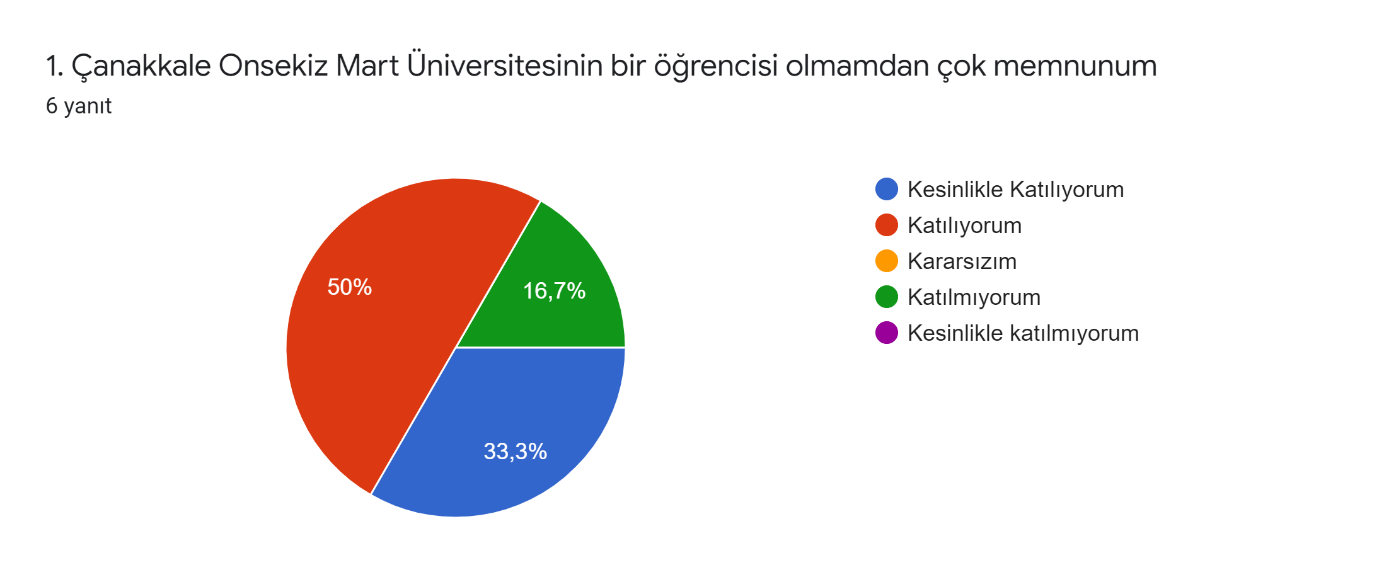 1. Çanakkale Onsekiz Mart Üniversitesinin bir öğrencisi olmamdan çok memnunum
6 yanıt
50%
16,7%
33,3%
Kesinlikle Katılıyorum
Katılıyorum
Kararsızım
Katılmıyorum
Kesinlikle katılmıyorum